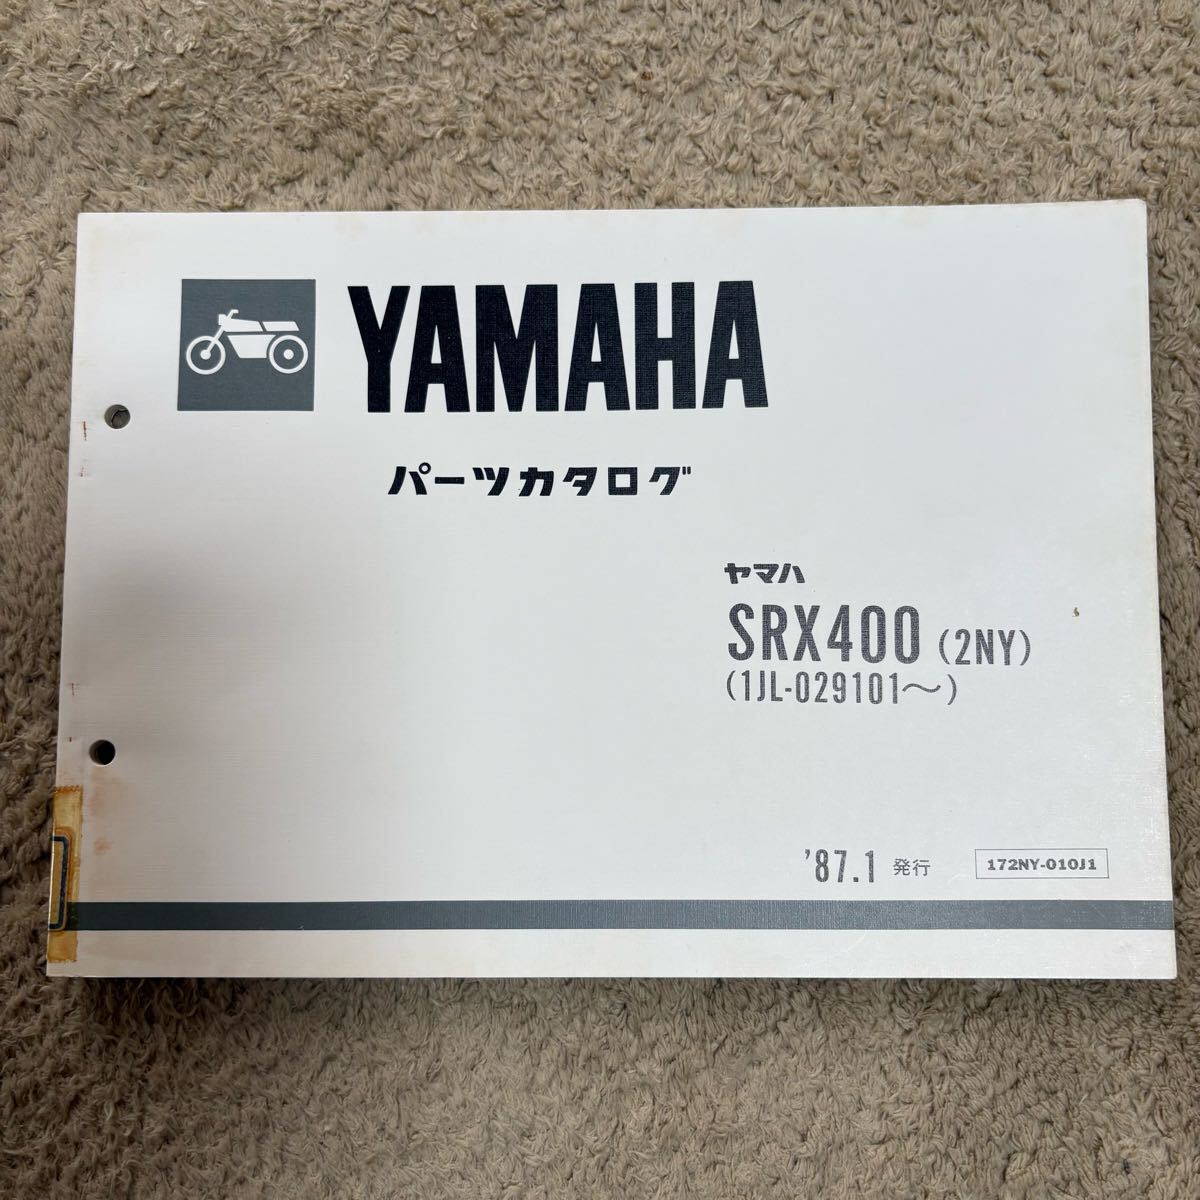 YAMAHA
パーツカタログ
ヤマハ
SRX400 (2NY)
(1JL-029101〜)
'87.1 発行
172NY-010J1